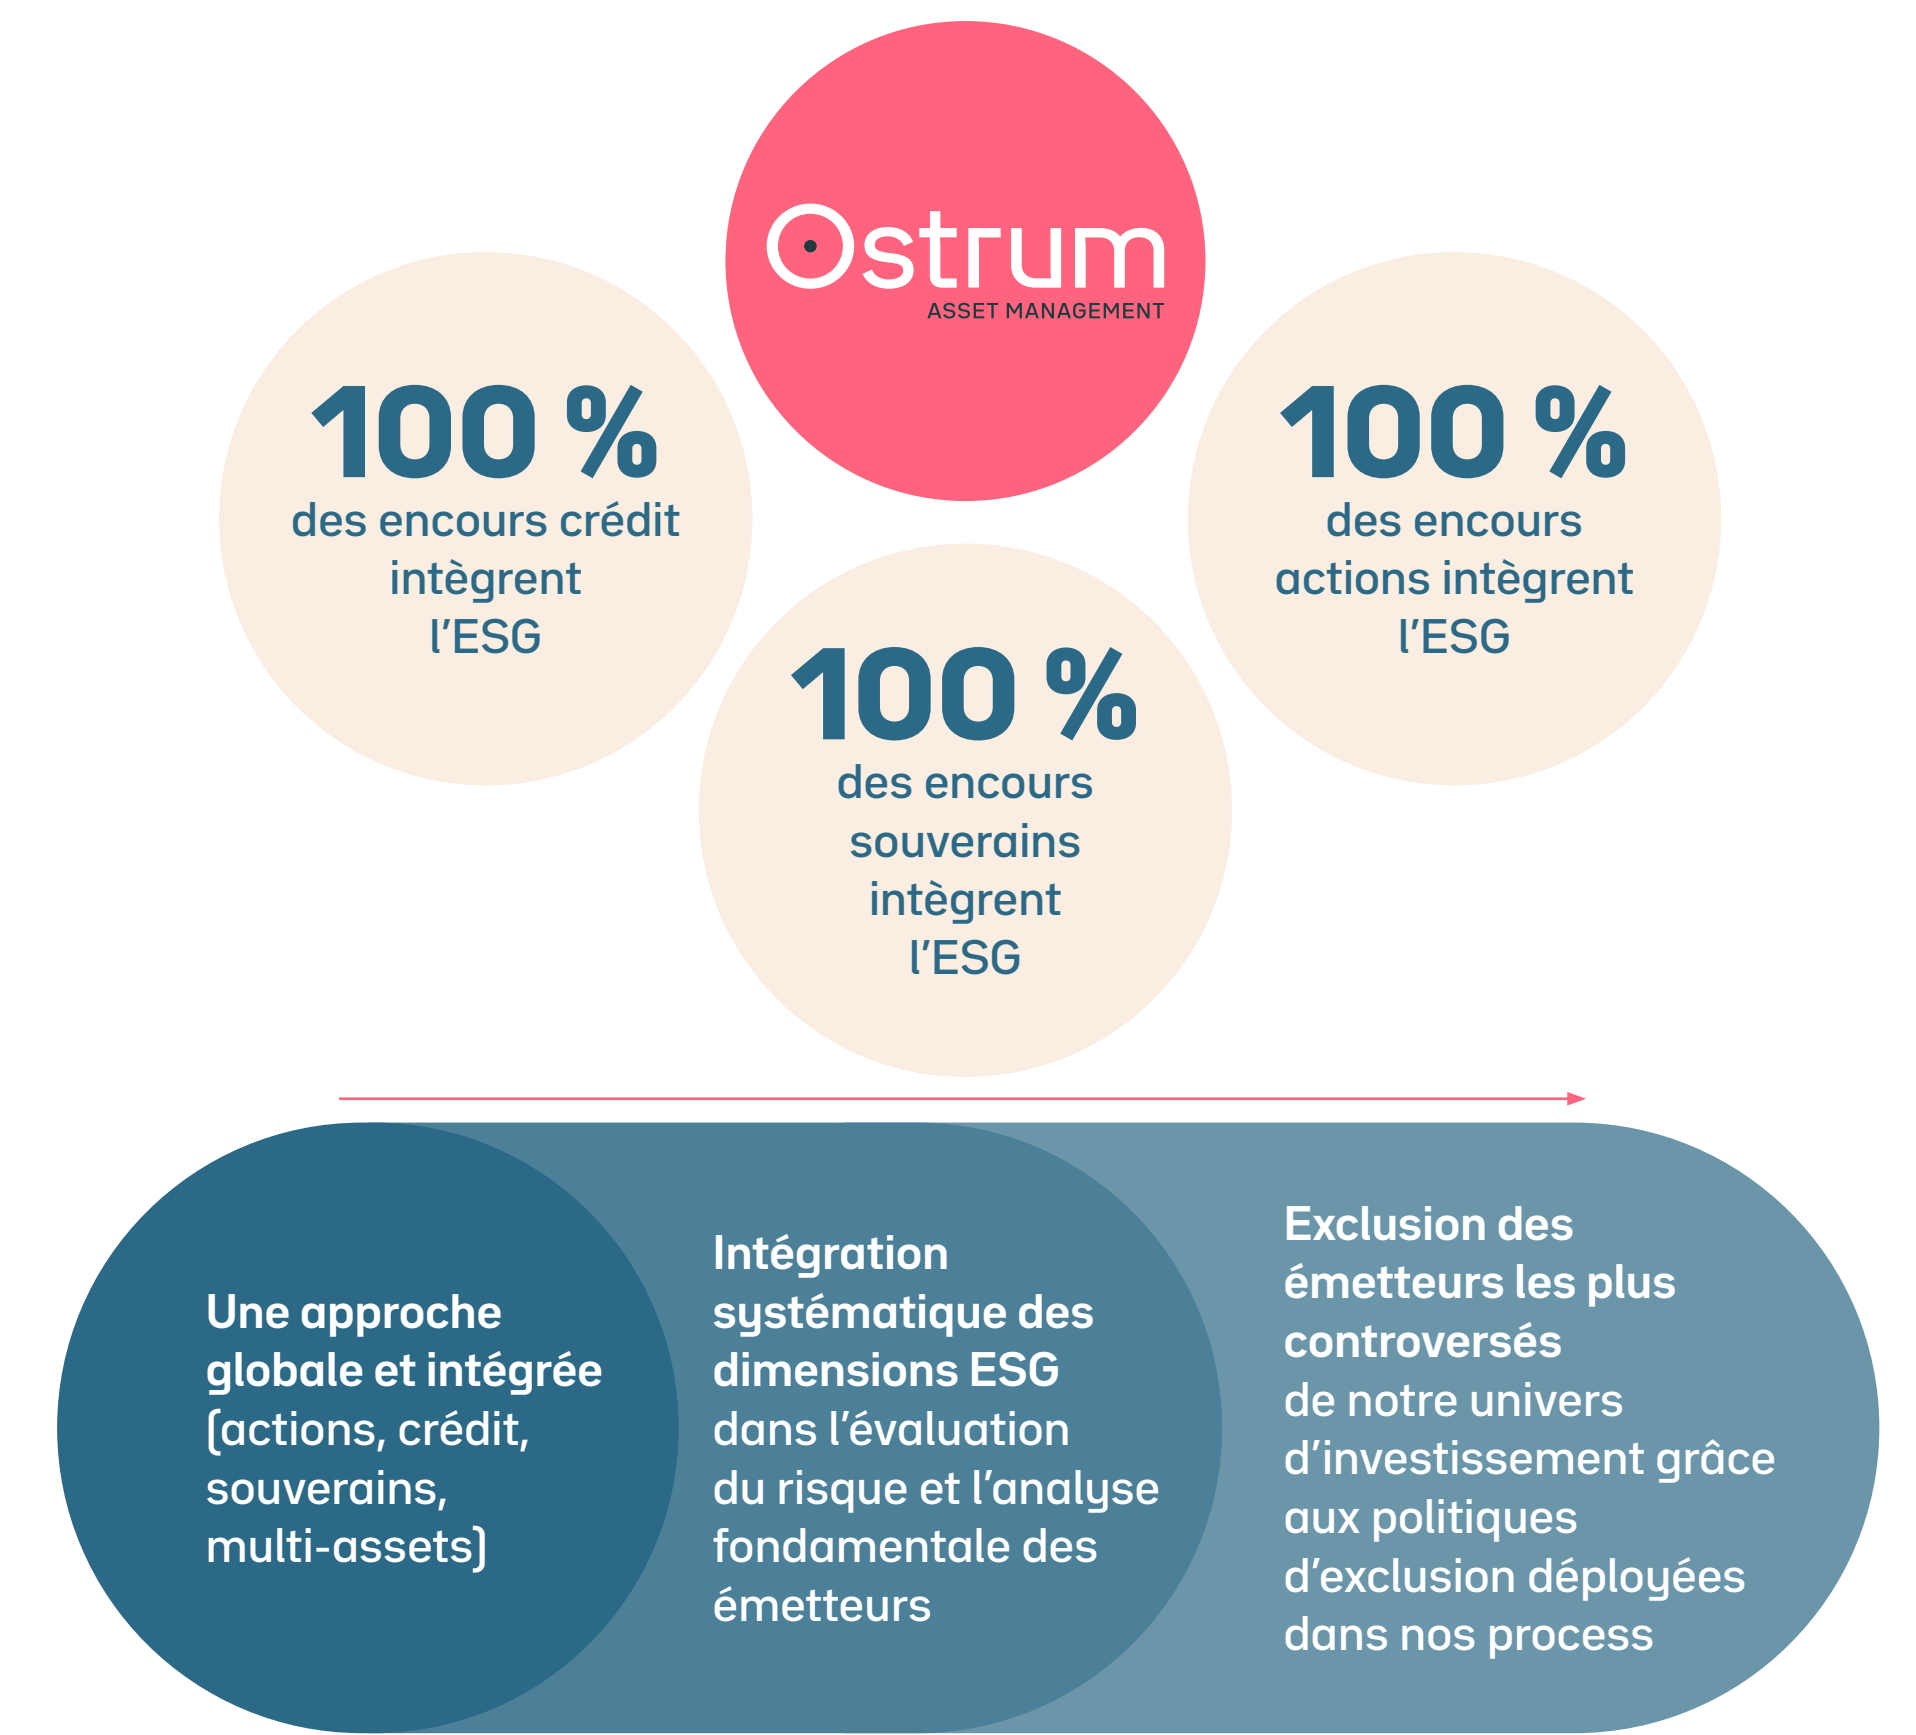 Ostrum
ASSET MANAGEMENT
100 %
des encours crédit
intègrent
l’ESG
100 %
des encours
souverains
intègrent
l’ESG
100 %
des encours
actions intègrent
l’ESG
Une approche
globale et intégrée
(actions, crédit,
souverains,
multi-assets)
Intégration
systématique des
dimensions ESG
dans l’évaluation
du risque et l’analyse
fondamentale des
émetteurs
Exclusion des
émetteurs les plus
controversés
de notre univers
d’investissement grâce
aux politiques
d’exclusion déployées
dans nos process